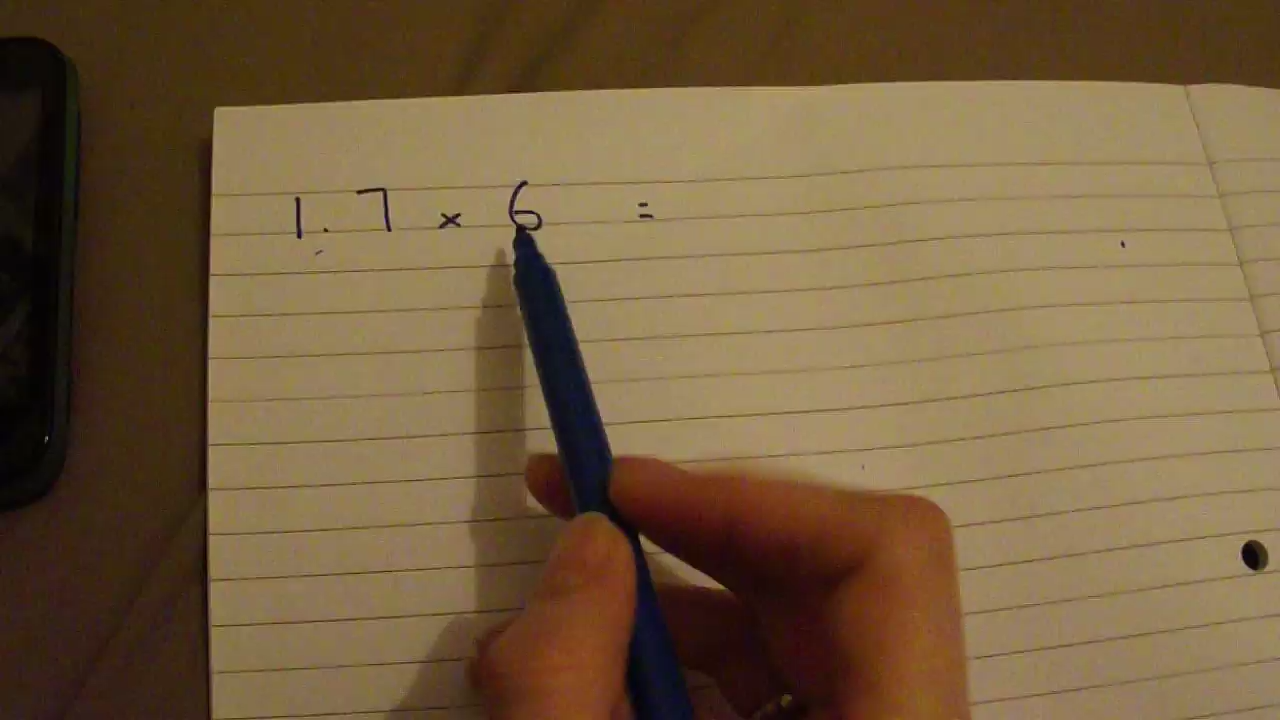 1.7 × 6 =